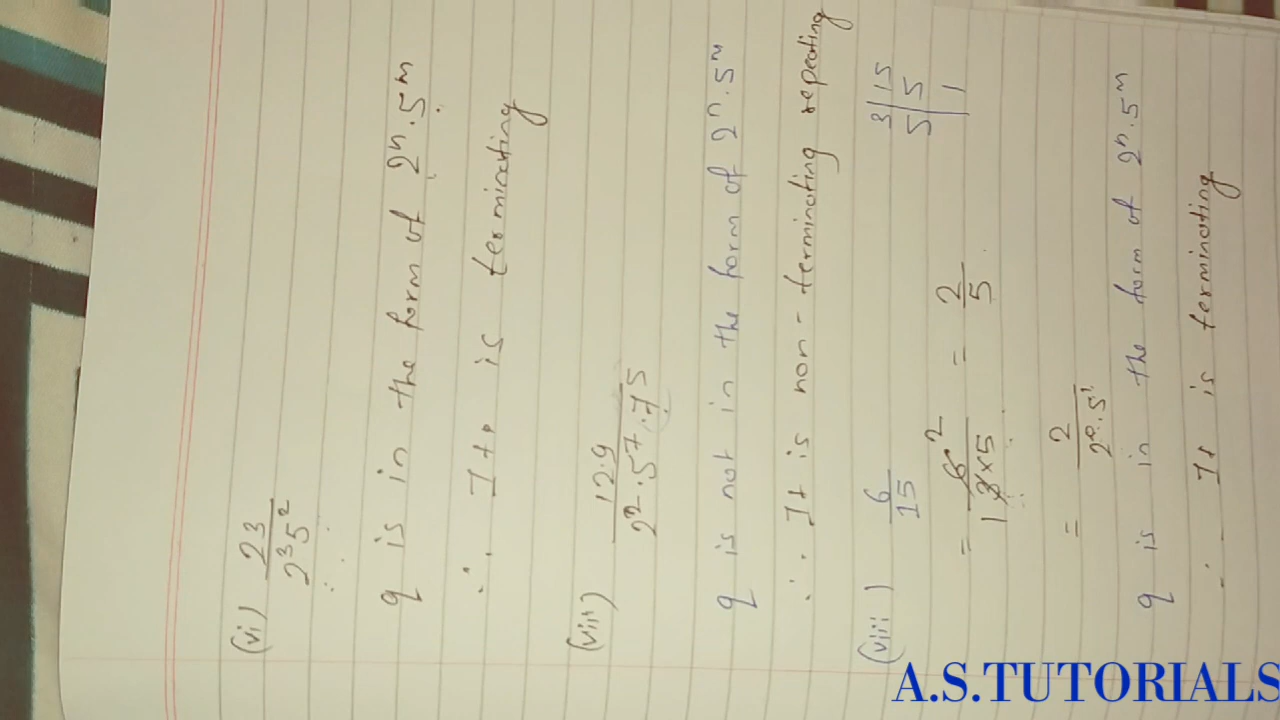 (vi) 23/2³5²
q is in the form of 2ⁿ.5ᵐ
∴ It is terminating
(vii) 129/2².5⁷.7⁵
q is not in the form of 2ⁿ.5ᵐ
∴ It is non-terminating repeating
(viii) 6/15
3|15
5|5
|1
= 6²/13×5 = 2/5
= 2/2⁰.5¹
q is in the form of 2ⁿ.5ᵐ
∴ It is terminating
A.S.TUTORIALS